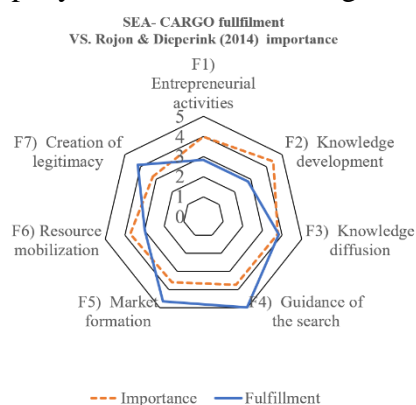 SEA- CARGO fullfilment
VS. Rojon & Dieperink (2014) importance
F1)
Entrepreneurial
activities
F2) Knowledge
development
F3) Knowledge
diffusion
F4) Guidance of
the search
F5) Market
formation
F6) Resource
mobilization
F7) Creation of
legitimacy
5
4
3
2
1
0
Importance
Fulfillment